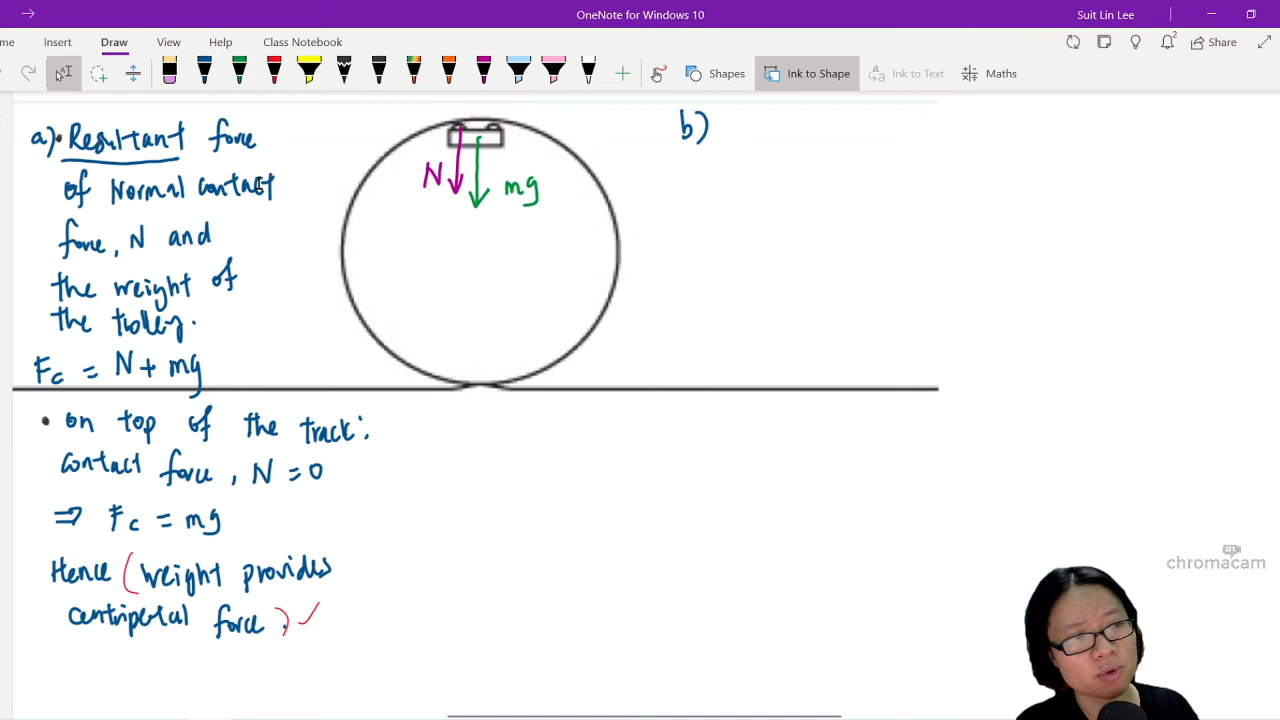 OneNote for Windows 10
Suit Lin Lee
me Insert Draw View Help Class Notebook
Share
Shapes
Ink to Shape
Ink to Text
Maths
a) Resultant force
of Normal contact
force, N and
the weight of
the trolley.
Fc = N + mg
• on top of the track:
contact force, N = 0
⇒ Fc = mg
Hence (weight provides
centripetal force.) ✓
N
mg
b)
#1
chromacam